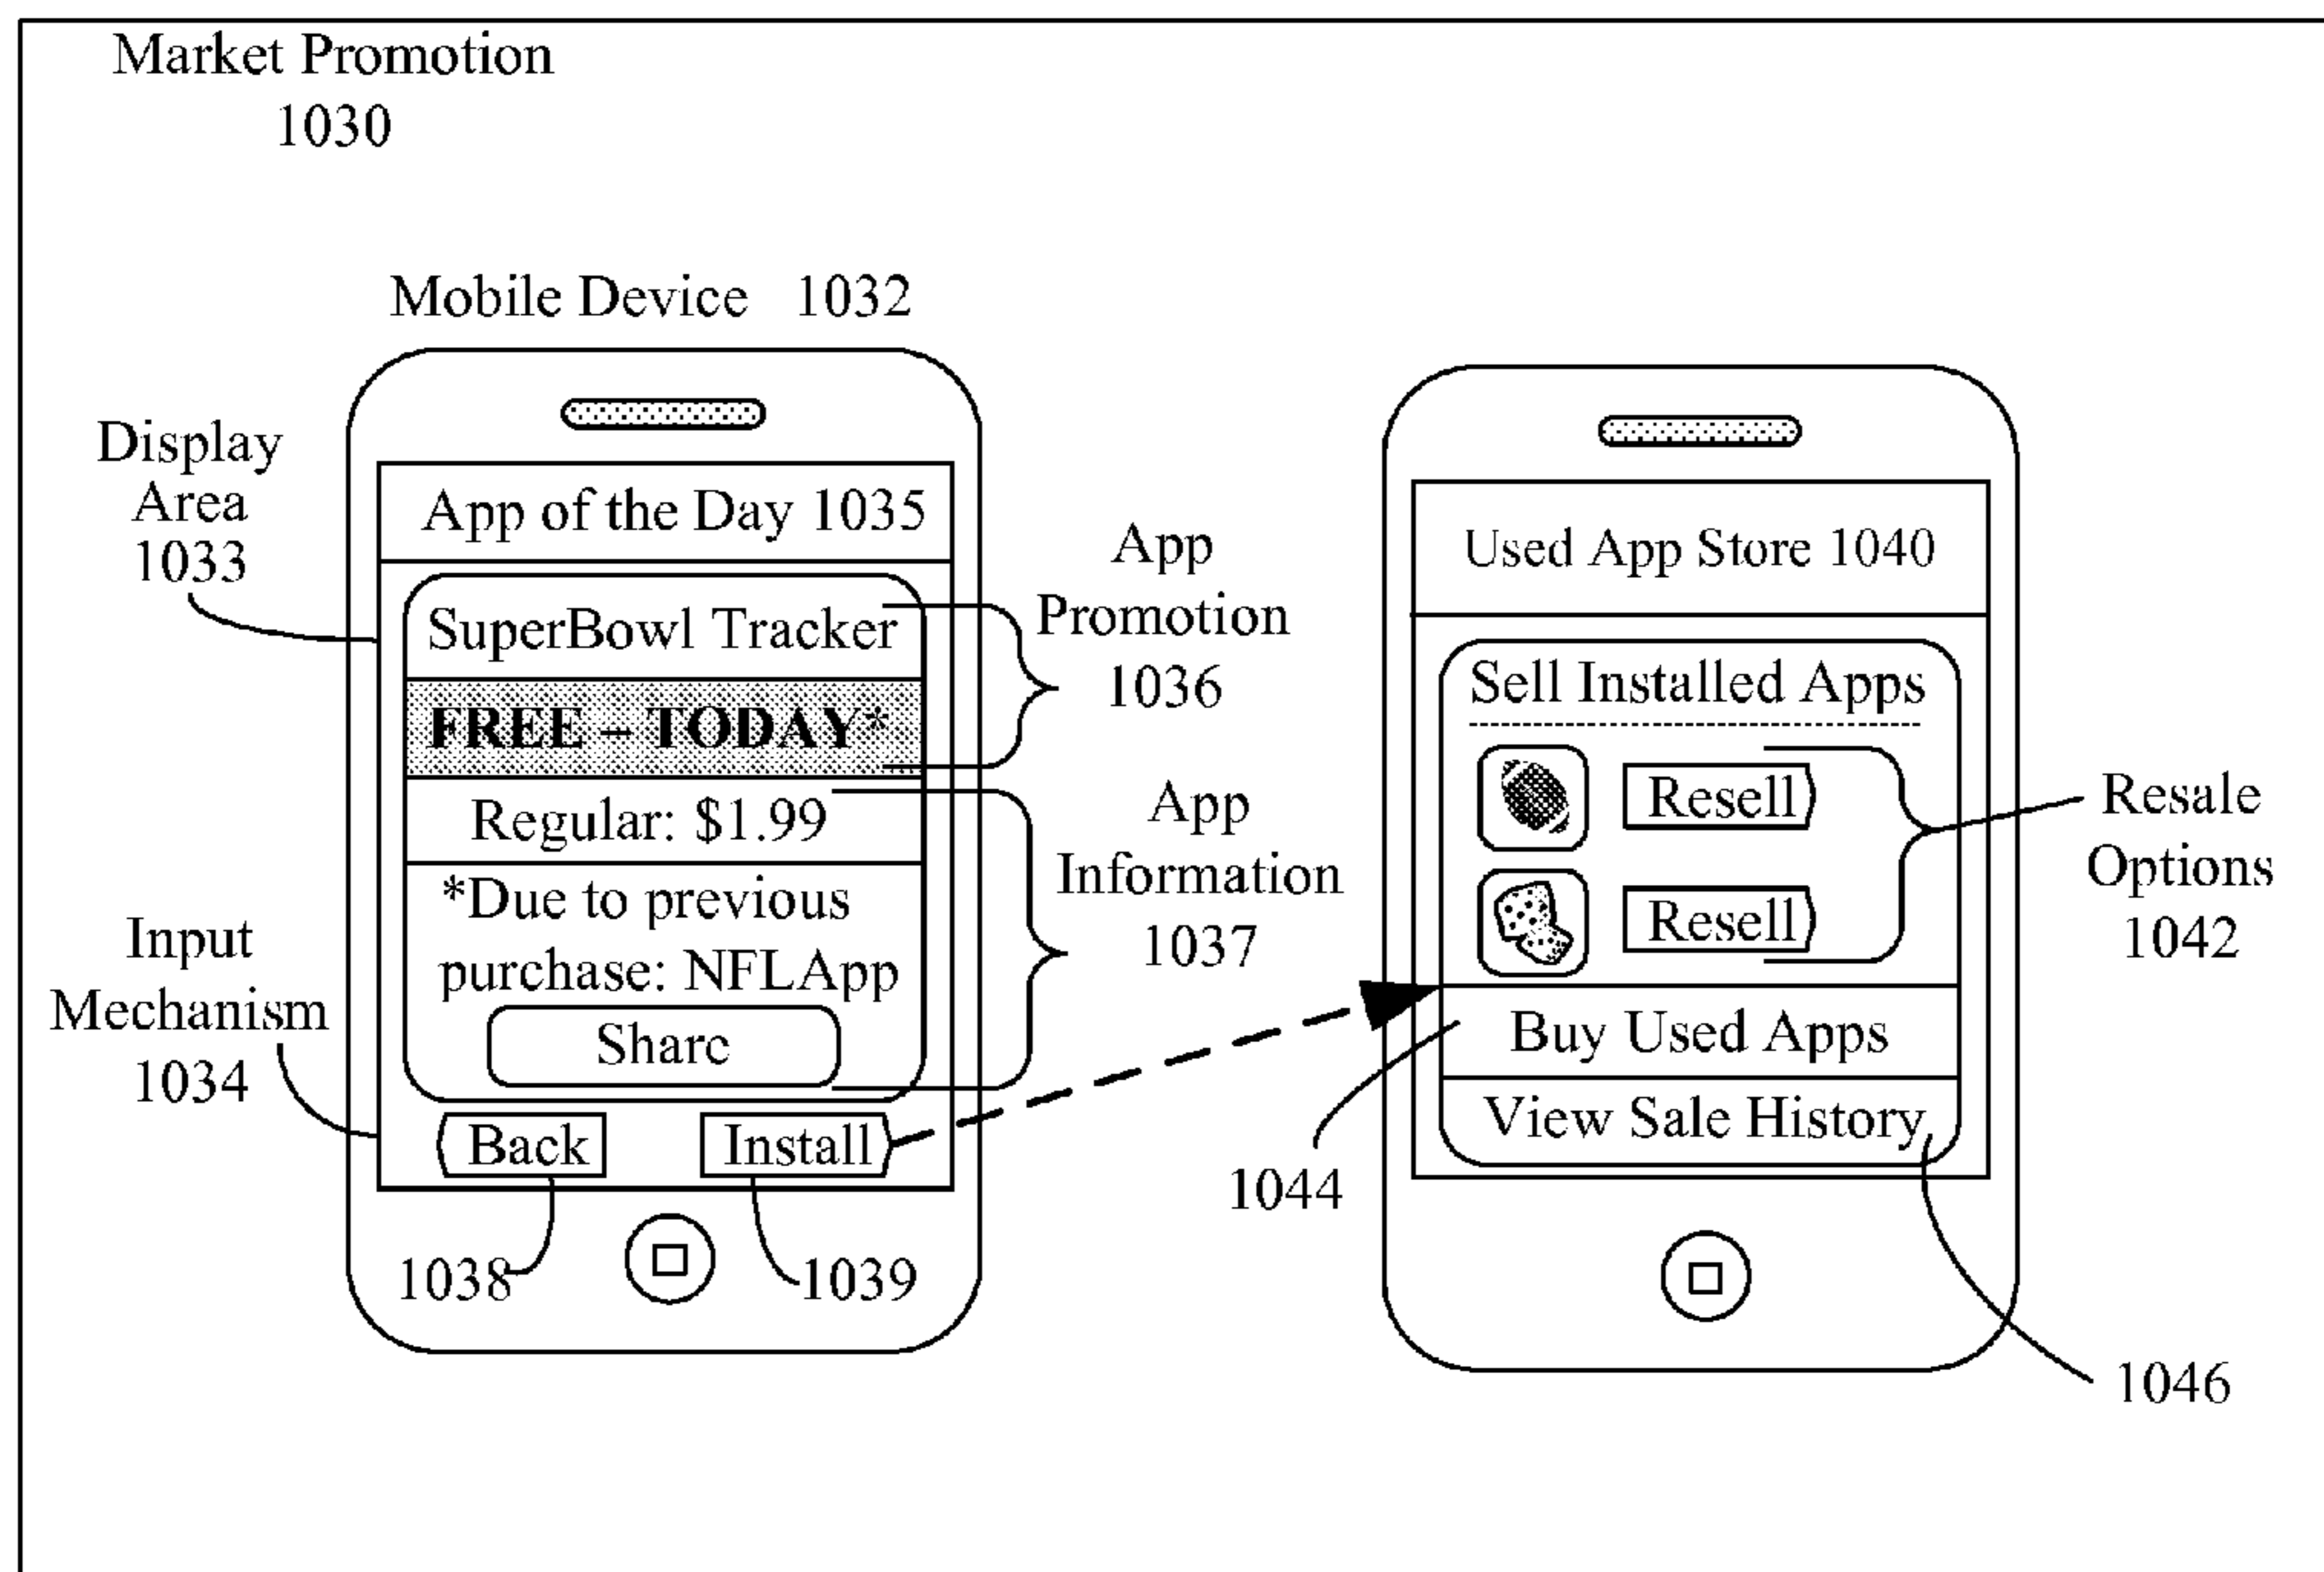 Market Promotion
1030
Mobile Device 1032
Display
Area
1033
App of the Day 1035
SuperBowl Tracker
FREE – TODAY*
Regular: $1.99
*Due to previous
purchase: NFLApp
Share
Back
Install
Input
Mechanism
1034
1038
1039
App
Promotion
1036
App
Information
1037
Used App Store 1040
Sell Installed Apps
Resell
Resell
Buy Used Apps
View Sale History
Resale
Options
1042
1044
1046